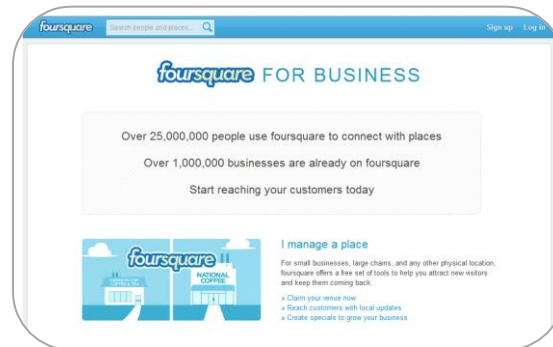 foursquare Search people and places... Sign up Log in
foursquare FOR BUSINESS
Over 25,000,000 people use foursquare to connect with places
Over 1,000,000 businesses are already on foursquare
Start reaching your customers today
I manage a place
For small businesses, large chains, and any other physical location,
foursquare offers a free set of tools to help you attract new visitors
and keep them coming back.
» Claim your venue now
» Reach customers with local updates
» Create specials to grow your business
foursquare
COFFEE & TEA
NATIONAL
COFFEE